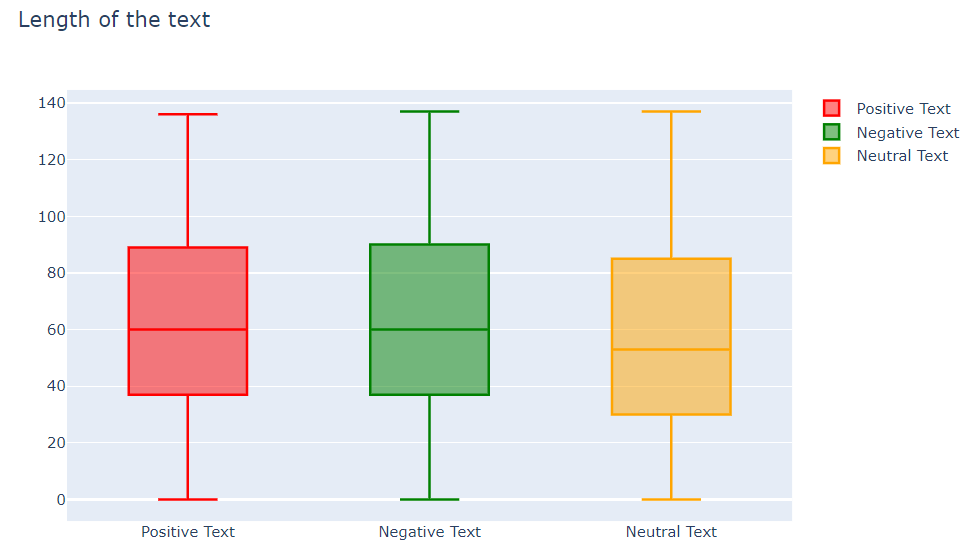 Length of the text
140
120
100
80
60
40
20
0
Positive Text
Negative Text
Neutral Text
Positive Text
Negative Text
Neutral Text